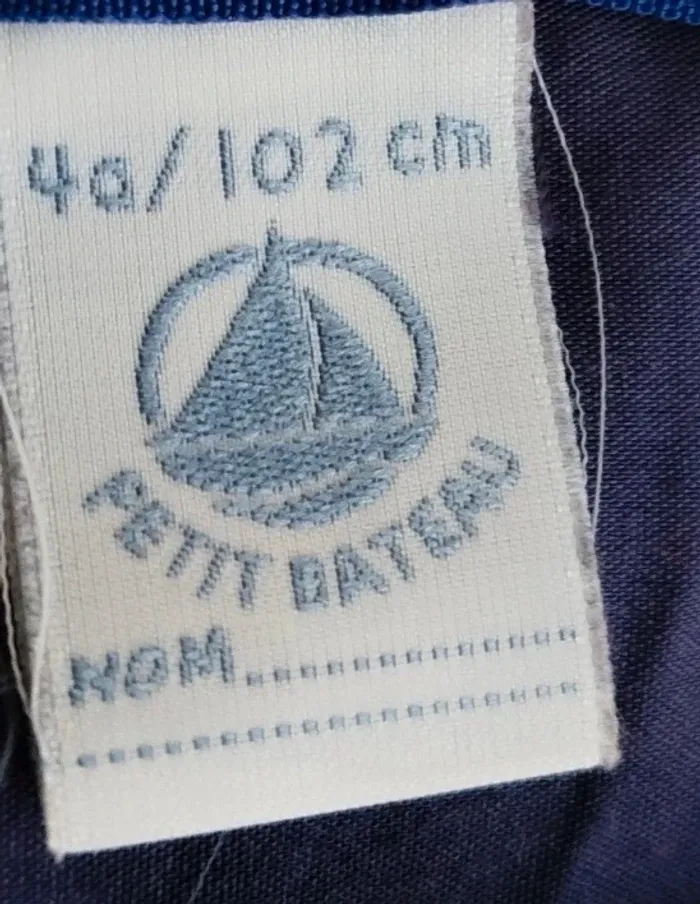 4a/102 cm
PETIT BATEAU
NOM....................
........................